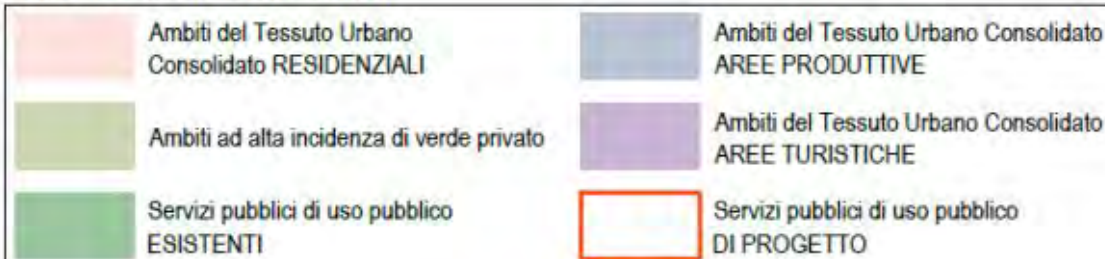 Ambiti del Tessuto Urbano
Consolidato RESIDENZIALI
Ambiti del Tessuto Urbano Consolidato
AREE PRODUTTIVE
Ambiti ad alta incidenza di verde privato
Ambiti del Tessuto Urbano Consolidato
AREE TURISTICHE
Servizi pubblici di uso pubblico
ESISTENTI
Servizi pubblici di uso pubblico
DI PROGETTO